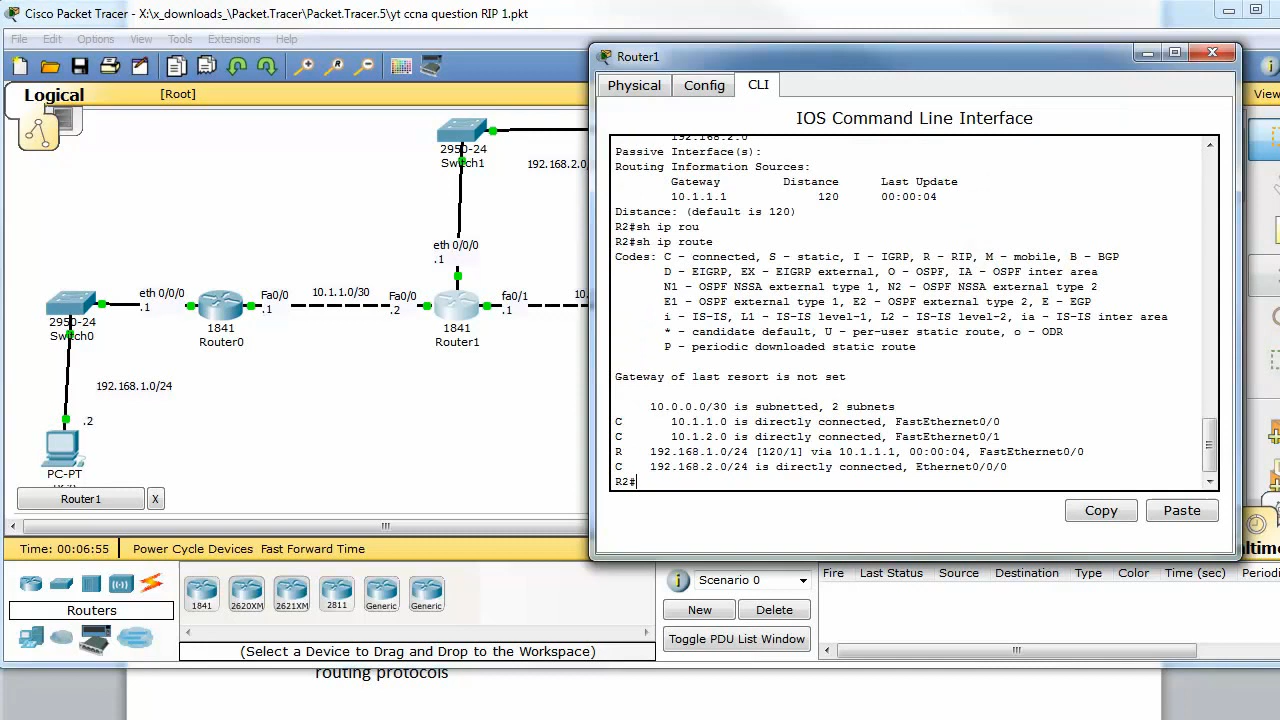 Cisco Packet Tracer - X:\x_downloads_\Packet.Tracer\Packet.Tracer.5\yt ccna question RIP 1.pkt
File Edit Options View Tools Extensions Help
Logical
[Root]
2950-24
Switch1
192.168.2.0/
eth 0/0/0
.1
eth 0/0/0
.1
Fa0/0
.1
10.1.1.0/30
Fa0/0
.2
fa0/1
.1
10.
2950-24
Switch0
1841
Router0
1841
Router1
192.168.1.0/24
.2
PC-PT
Router1
X
Router1
Physical
Config
CLI
IOS Command Line Interface
192.168.2.0
Passive Interface(s):
Routing Information Sources:
Gateway Distance Last Update
10.1.1.1 120 00:00:04
Distance: (default is 120)
R2#sh ip rou
R2#sh ip route
Codes: C - connected, S - static, I - IGRP, R - RIP, M - mobile, B - BGP
D - EIGRP, EX - EIGRP external, O - OSPF, IA - OSPF inter area
N1 - OSPF NSSA external type 1, N2 - OSPF NSSA external type 2
E1 - OSPF external type 1, E2 - OSPF external type 2, E - EGP
i - IS-IS, L1 - IS-IS level-1, L2 - IS-IS level-2, ia - IS-IS inter area
* - candidate default, U - per-user static route, o - ODR
P - periodic downloaded static route
Gateway of last resort is not set
10.0.0.0/30 is subnetted, 2 subnets
C 10.1.1.0 is directly connected, FastEthernet0/0
C 10.1.2.0 is directly connected, FastEthernet0/1
R 192.168.1.0/24 [120/1] via 10.1.1.1, 00:00:04, FastEthernet0/0
C 192.168.2.0/24 is directly connected, Ethernet0/0/0
R2#
Copy
Paste
View
Time: 00:06:55
Power Cycle Devices Fast Forward Time
altime
Routers
1841
2620XM
2621XM
2811
Generic
Generic
(Select a Device to Drag and Drop to the Workspace)
Scenario 0
New
Delete
Toggle PDU List Window
Fire Last Status Source Destination Type Color Time (sec) Periodi
routing protocols